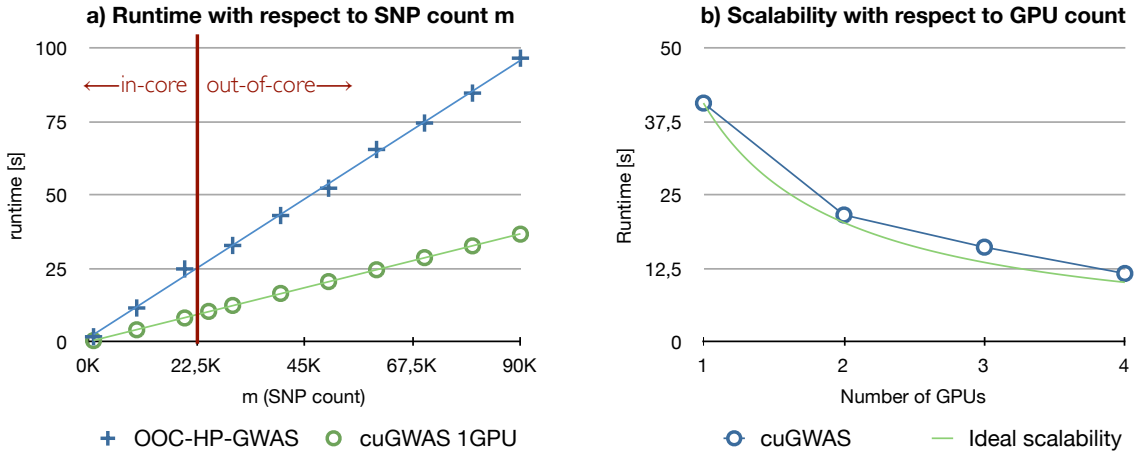 a) Runtime with respect to SNP count m
100
75
50
25
0
runtime [s]
⟵in-core
out-of-core⟶
0K
22,5K
45K
67,5K
90K
m (SNP count)
OOC-HP-GWAS
cuGWAS 1GPU
b) Scalability with respect to GPU count
50
37,5
25
12,5
0
Runtime [s]
1
2
3
4
Number of GPUs
cuGWAS
Ideal scalability